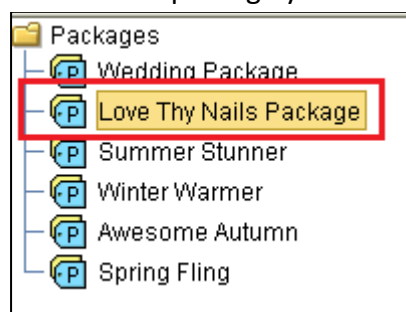 Packages
P Wedding Package
P Love Thy Nails Package
P Summer Stunner
P Winter Warmer
P Awesome Autumn
P Spring Fling